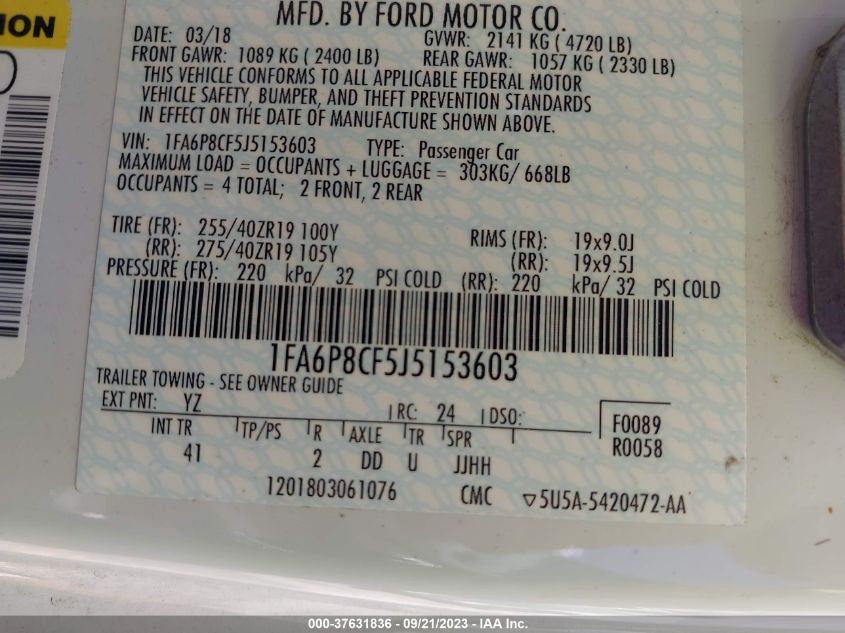 ION
MFD. BY FORD MOTOR CO.
DATE: 03/18 GVWR: 2141 KG ( 4720 LB)
FRONT GAWR: 1089 KG ( 2400 LB) REAR GAWR: 1057 KG ( 2330 LB)
THIS VEHICLE CONFORMS TO ALL APPLICABLE FEDERAL MOTOR
VEHICLE SAFETY, BUMPER, AND THEFT PREVENTION STANDARDS
IN EFFECT ON THE DATE OF MANUFACTURE SHOWN ABOVE.
VIN: 1FA6P8CF5J5153603 TYPE: Passenger Car
MAXIMUM LOAD = OCCUPANTS + LUGGAGE = 303KG/ 668LB
OCCUPANTS = 4 TOTAL; 2 FRONT, 2 REAR
TIRE (FR): 255/40ZR19 100Y RIMS (FR): 19x9.0J
(RR): 275/40ZR19 105Y (RR): 19x9.5J
PRESSURE (FR): 220 kPa/ 32 PSI COLD (RR): 220 kPa/ 32 PSI COLD
1FA6P8CF5J5153603
TRAILER TOWING - SEE OWNER GUIDE
EXT PNT: YZ RC: 24 DSO: F0089
INT TR TP/PS R AXLE TR SPR R0058
41 2 DD U JJHH
1201803061076 CMC ▽5U5A-5420472-AA
000-37631836 - 09/21/2023 - IAA Inc.